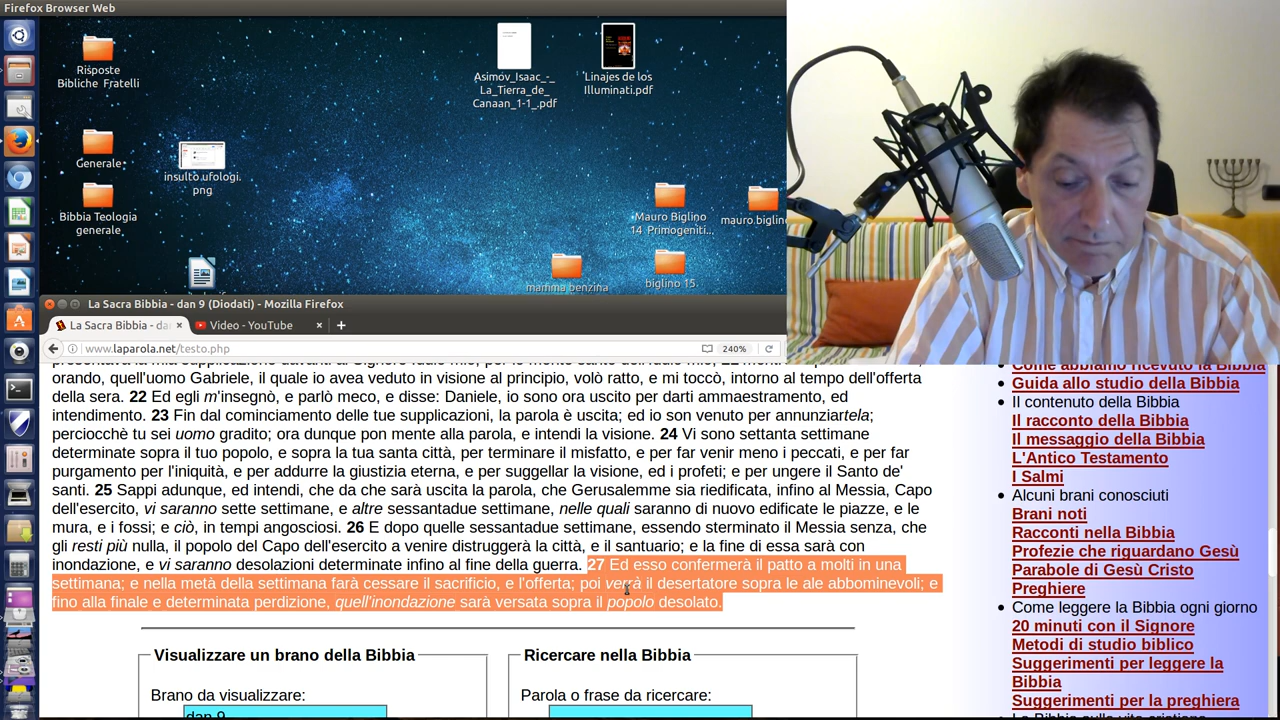 Firefox Browser Web
Risposte
Bibliche Fratelli
Asimov_Isaac_-_
La_Tierra_de_
Canaan_1-1_.pdf
Linajes de los
Illuminati.pdf
Generale
insulto.ufologi.
png
Bibbia Teologia
generale
Mauro Biglino
14 Primogeniti...
mauro.biglino
mamma benzina
biglino 15.
La Sacra Bibbia - dan 9 (Diodati) - Mozilla Firefox
La Sacra Bibbia - da
Video - YouTube
www.laparola.net/testo.php
240%
orando, quell'uomo Gabriele, il quale io avea veduto in visione al principio, volò ratto, e mi toccò, intorno al tempo dell'offerta
della sera. 22 Ed egli m'insegnò, e parlò meco, e disse: Daniele, io sono ora uscito per darti ammaestramento, ed
intendimento. 23 Fin dal cominciamento delle tue supplicazioni, la parola è uscita; ed io son venuto per annunziartela;
perciocchè tu sei uomo gradito; ora dunque pon mente alla parola, e intendi la visione. 24 Vi sono settanta settimane
determinate sopra il tuo popolo, e sopra la tua santa città, per terminare il misfatto, e per far venir meno i peccati, e per far
purgamento per l'iniquità, e per addurre la giustizia eterna, e per suggellar la visione, ed i profeti; e per ungere il Santo de'
santi. 25 Sappi adunque, ed intendi, che da che sarà uscita la parola, che Gerusalemme sia riedificata, infino al Messia, Capo
dell'esercito, vi saranno sette settimane, e altre sessantadue settimane, nelle quali saranno di nuovo edificate le piazze, e le
mura, e i fossi; e ciò, in tempi angosciosi. 26 E dopo quelle sessantadue settimane, essendo sterminato il Messia senza, che
gli resti più nulla, il popolo del Capo dell'esercito a venire distruggerà la città, e il santuario; e la fine di essa sarà con
inondazione, e vi saranno desolazioni determinate infino al fine della guerra. 27 Ed esso confermerà il patto a molti in una
settimana; e nella metà della settimana farà cessare il sacrificio, e l'offerta; poi verrà il desertatore sopra le ale abbominevoli; e
fino alla finale e determinata perdizione, quell'inondazione sarà versata sopra il popolo desolato.
Visualizzare un brano della Bibbia
Ricercare nella Bibbia
Brano da visualizzare:
Parola o frase da ricercare:
dan 9
Come abbiamo ricevuto la Bibbia
Guida allo studio della Bibbia
Il contenuto della Bibbia
Il racconto della Bibbia
Il messaggio della Bibbia
L'Antico Testamento
I Salmi
Alcuni brani conosciuti
Brani noti
Racconti nella Bibbia
Profezie che riguardano Gesù
Parabole di Gesù Cristo
Preghiere
Come leggere la Bibbia ogni giorno
20 minuti con il Signore
Metodi di studio biblico
Suggerimenti per leggere la
Bibbia
Suggerimenti per la preghiera